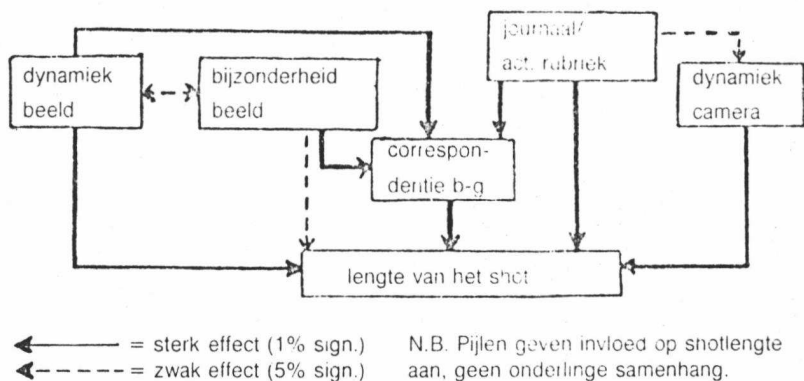 dynamiek
beeld
bijzonderheid
beeld
journaal/
act. rubriek
dynamiek
camera
correspon-
dentie b-g
lengte van het shot
= sterk effect (1% sign.)
= zwak effect (5% sign.)
N.B. Pijlen geven invloed op shotlengte
aan, geen onderlinge samenhang.